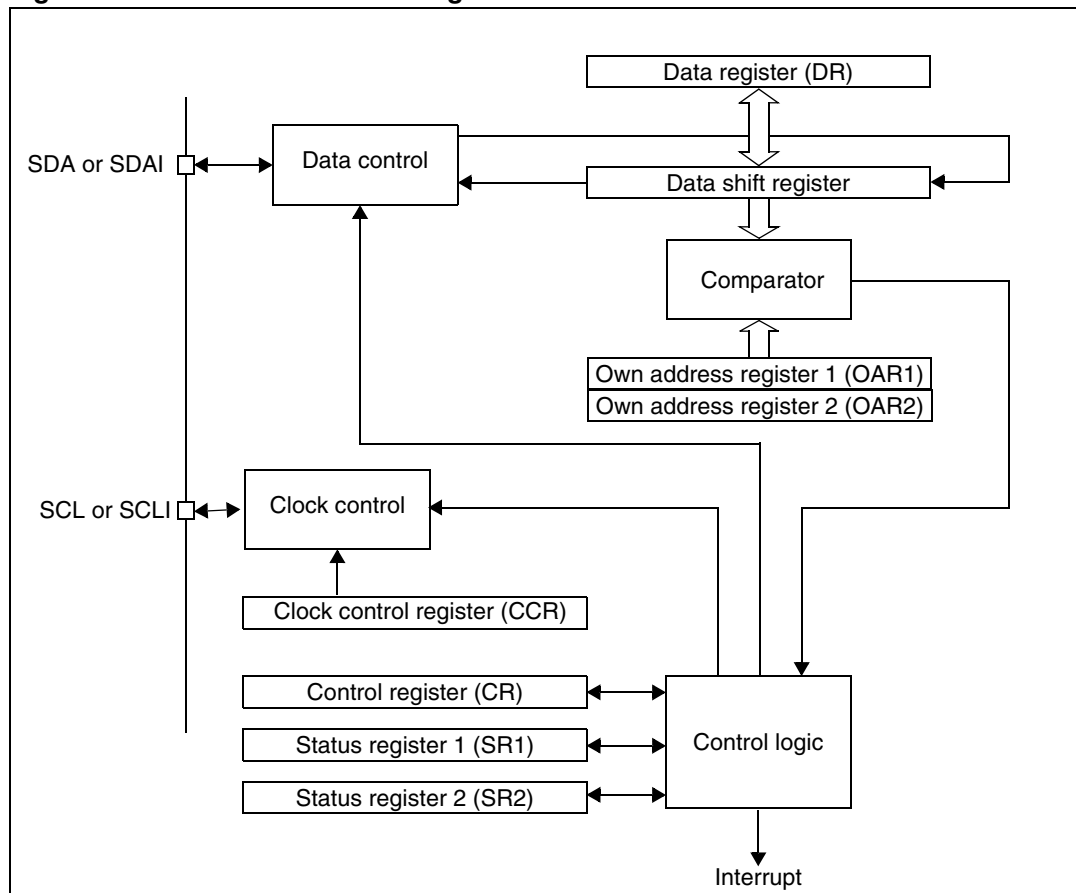 Data register (DR)
SDA or SDAI
Data control
Data shift register
Comparator
Own address register 1 (OAR1)
Own address register 2 (OAR2)
SCL or SCLI
Clock control
Clock control register (CCR)
Control register (CR)
Status register 1 (SR1)
Control logic
Status register 2 (SR2)
Interrupt